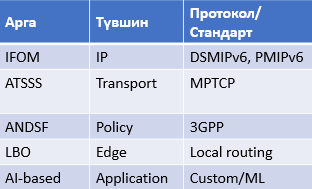 Арга Түвшин Протокол/
Стандарт
IFOM IP DSMIPv6, PMIPv6
ATSSS Transport MPTCP
ANDSF Policy 3GPP
LBO Edge Local routing
AI-based Application Custom/ML